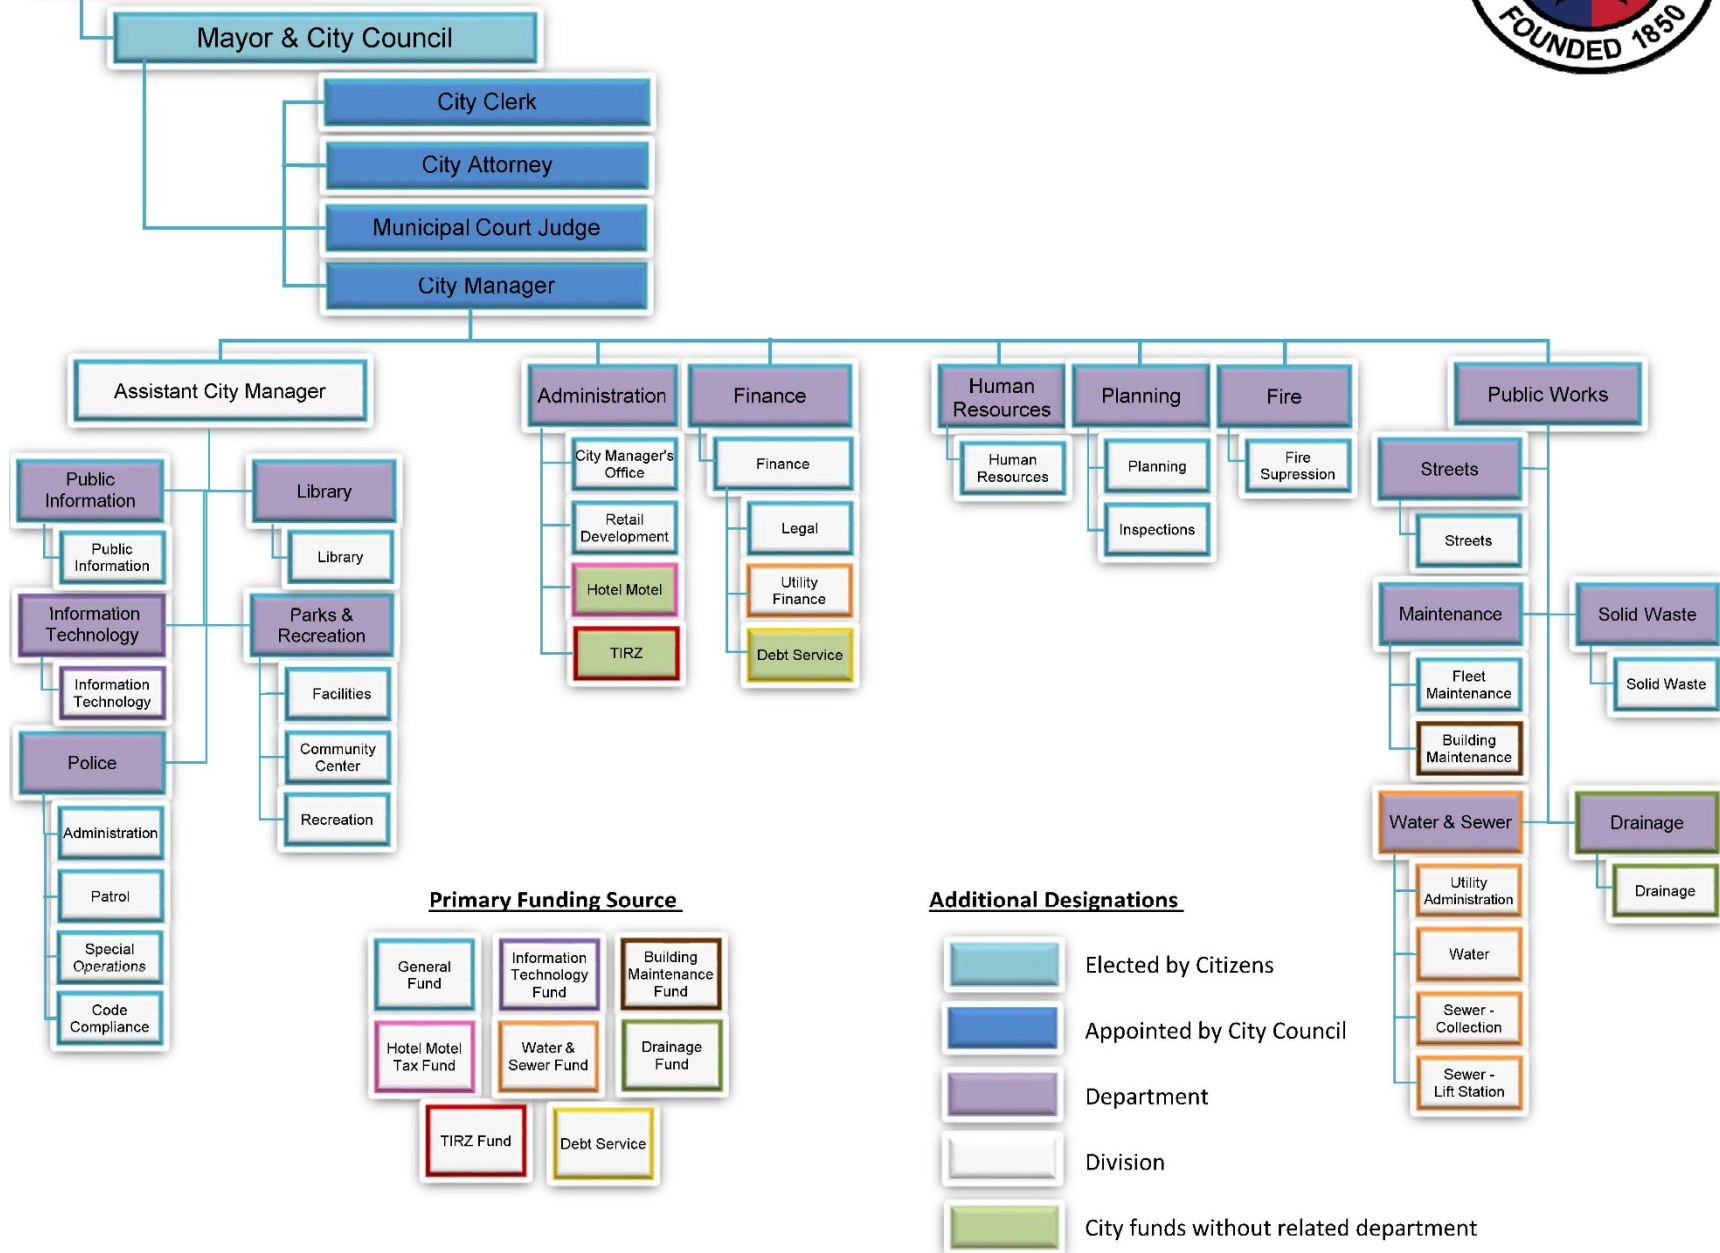 FOUNDED 1850
Mayor & City Council
City Clerk
City Attorney
Municipal Court Judge
City Manager
Assistant City Manager
Public
Information
Public
Information
Information
Technology
Information
Technology
Police
Administration
Patrol
Special
Operations
Code
Compliance
Library
Library
Parks &
Recreation
Facilities
Community
Center
Recreation
Administration
City Manager's
Office
Retail
Development
Hotel Motel
TIRZ
Finance
Finance
Legal
Utility
Finance
Debt Service
Human
Resources
Human
Resources
Planning
Planning
Inspections
Fire
Fire
Supression
Public Works
Streets
Streets
Maintenance
Fleet
Maintenance
Building
Maintenance
Solid Waste
Solid Waste
Water & Sewer
Utility
Administration
Water
Sewer -
Collection
Sewer -
Lift Station
Drainage
Drainage
Primary Funding Source
General
Fund
Information
Technology
Fund
Building
Maintenance
Fund
Hotel Motel
Tax Fund
Water &
Sewer Fund
Drainage
Fund
TIRZ Fund
Debt Service
Additional Designations
Elected by Citizens
Appointed by City Council
Department
Division
City funds without related department